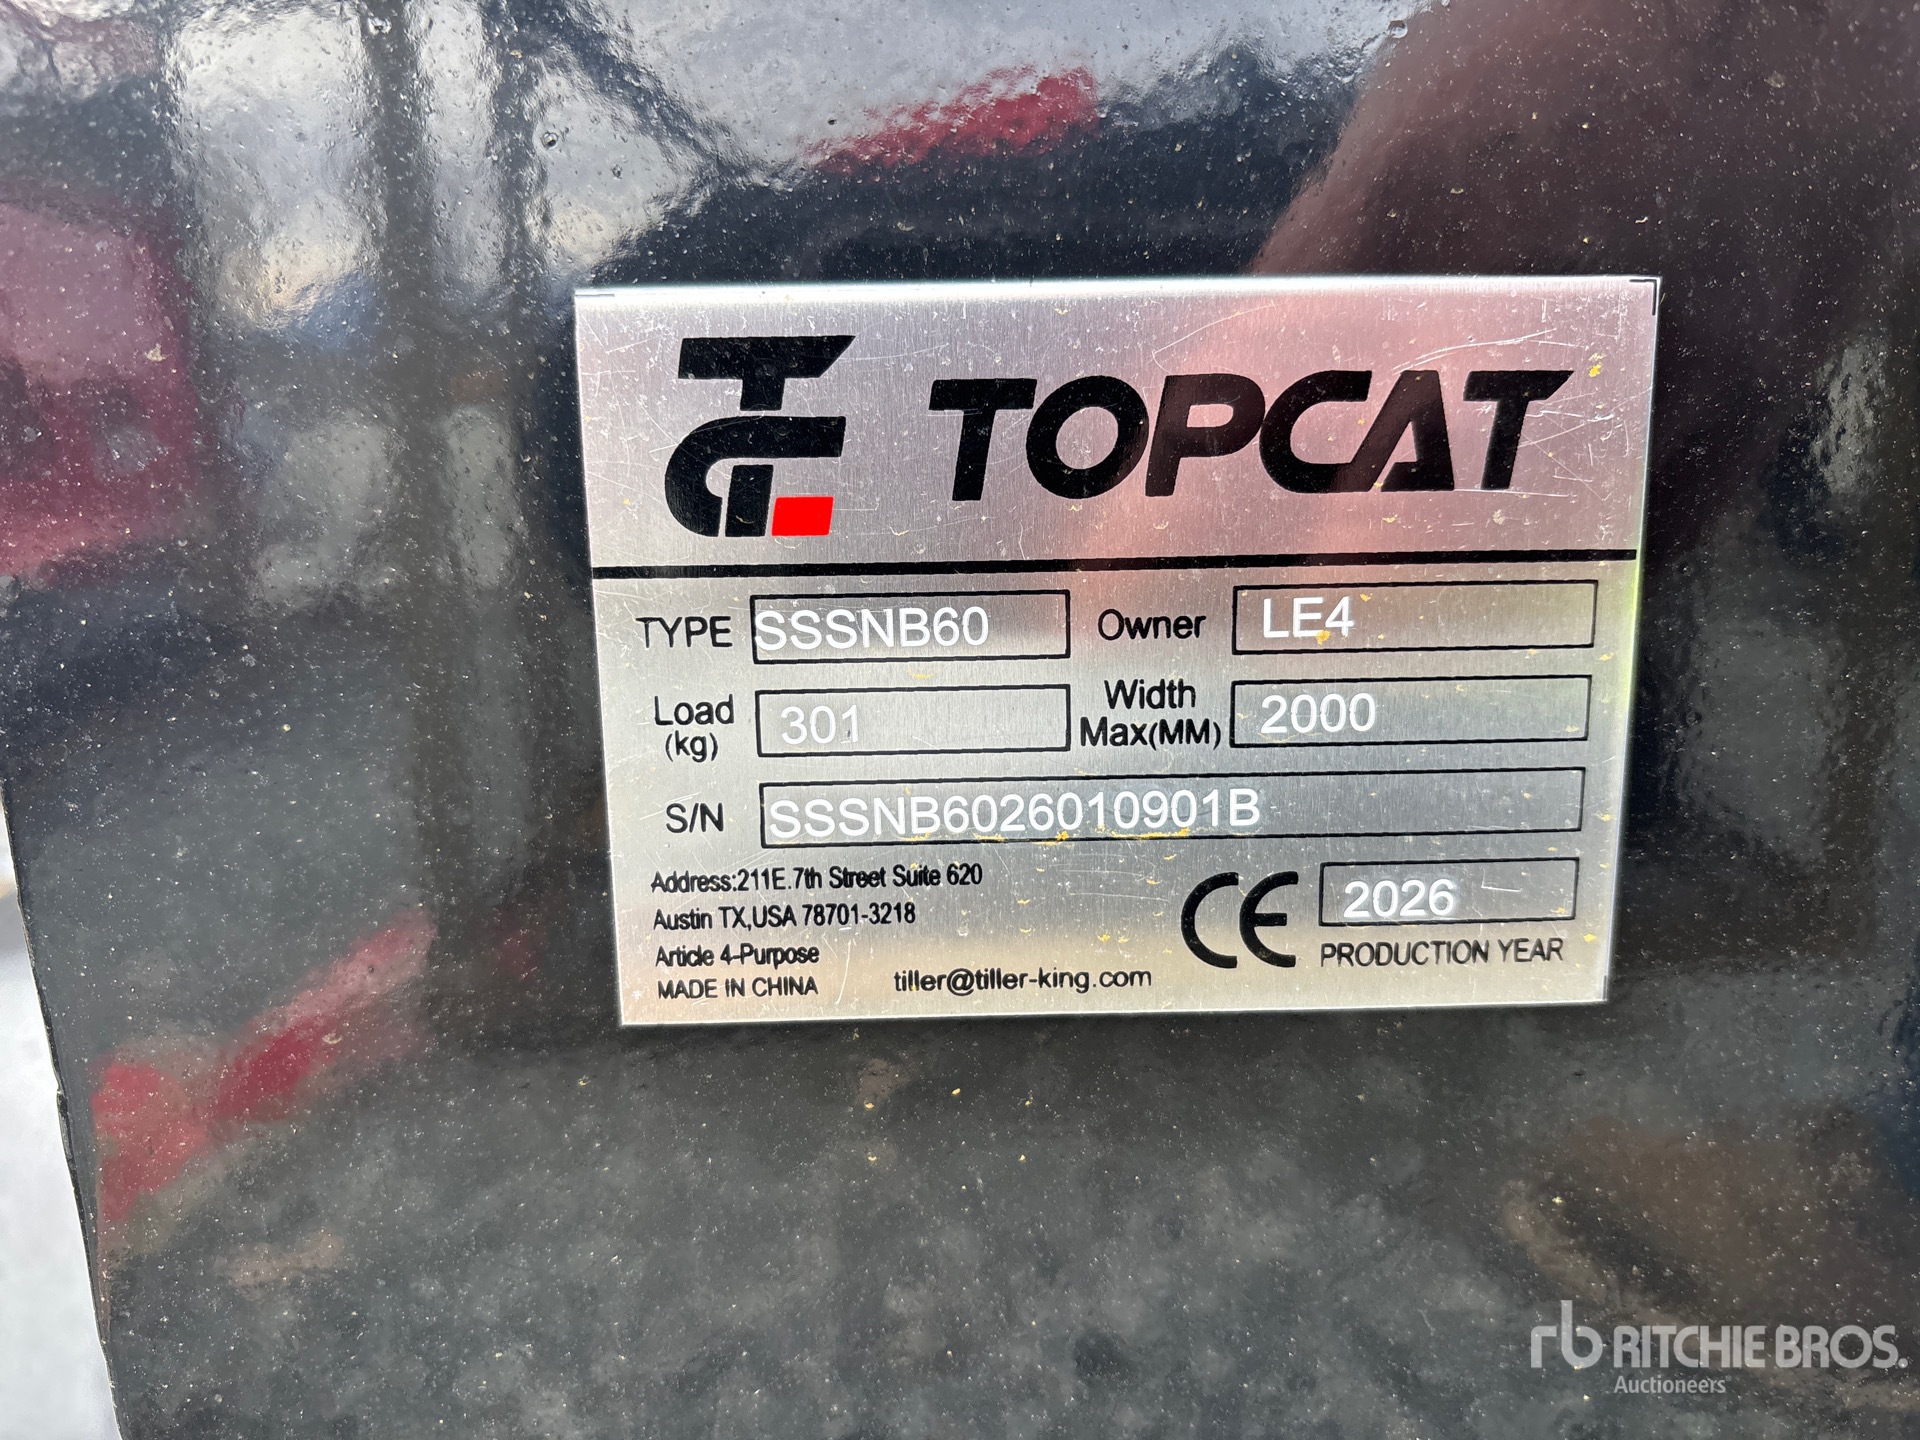 TOPCAT
TYPE SSSNB60 Owner LE4
Load (kg) 301 Width Max(MM) 2000
S/N SSSNB6026010901B
Address:211E.7th Street Suite 620
Austin TX,USA 78701-3218
Article 4-Purpose
MADE IN CHINA tiller@tiller-king.com
CE 2026
PRODUCTION YEAR
rb RITCHIE BROS.
Auctioneers